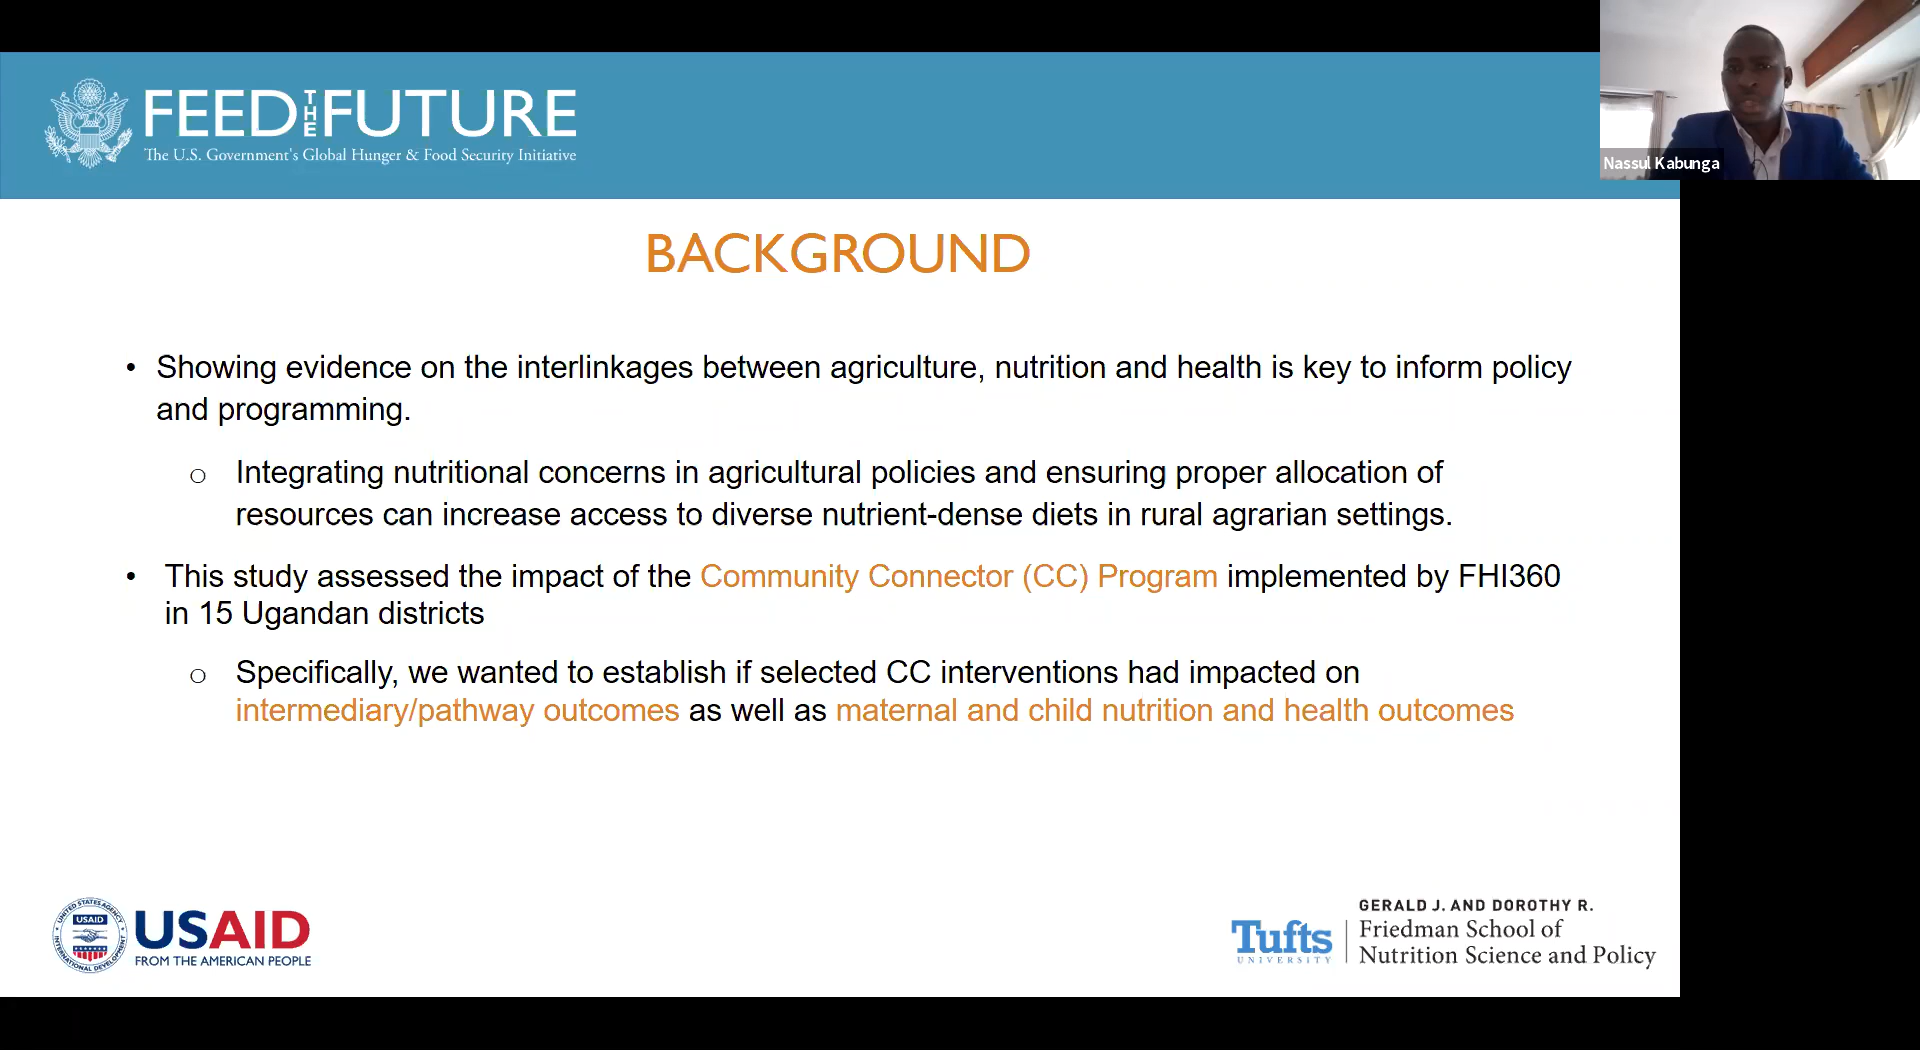 FEED THE FUTURE
The U.S. Government's Global Hunger & Food Security Initiative
Nassul Kabunga
BACKGROUND
• Showing evidence on the interlinkages between agriculture, nutrition and health is key to inform policy
and programming.
o Integrating nutritional concerns in agricultural policies and ensuring proper allocation of
resources can increase access to diverse nutrient-dense diets in rural agrarian settings.
• This study assessed the impact of the Community Connector (CC) Program implemented by FHI360
in 15 Ugandan districts
o Specifically, we wanted to establish if selected CC interventions had impacted on
intermediary/pathway outcomes as well as maternal and child nutrition and health outcomes
UNITED STATES AGENCY
USAID
INTERNATIONAL DEVELOPMENT
USAID
FROM THE AMERICAN PEOPLE
Tufts
UNIVERSITY
GERALD J. AND DOROTHY R.
Friedman School of
Nutrition Science and Policy